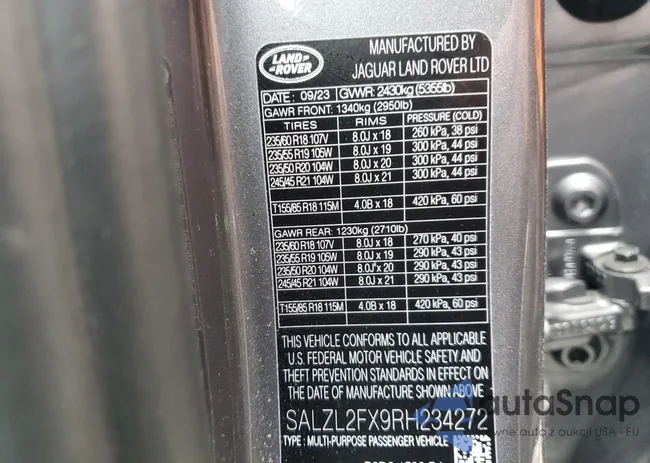 LAND
ROVER
MANUFACTURED BY
JAGUAR LAND ROVER LTD
DATE: 09/23 GVWR: 2430kg (5355lb)
GAWR FRONT: 1340kg (2950lb)
TIRES RIMS PRESSURE (COLD)
235/60 R18 107V 8.0J x 18 260 kPa, 38 psi
235/55 R19 105W 8.0J x 19 300 kPa, 44 psi
235/50 R20 104W 8.0J x 20 300 kPa, 44 psi
245/45 R21 104W 8.0J x 21 300 kPa, 44 psi
T155/85 R18 115M 4.0B x 18 420 kPa, 60 psi
GAWR REAR: 1230kg (2710lb)
235/60 R18 107V 8.0J x 18 270 kPa, 40 psi
235/55 R19 105W 8.0J x 19 290 kPa, 43 psi
235/50 R20 104W 8.0J x 20 290 kPa, 43 psi
245/45 R21 104W 8.0J x 21 290 kPa, 43 psi
T155/85 R18 115M 4.0B x 18 420 kPa, 60 psi
THIS VEHICLE CONFORMS TO ALL APPLICABLE
U.S. FEDERAL MOTOR VEHICLE SAFETY AND
THEFT PREVENTION STANDARDS IN EFFECT ON
THE DATE OF MANUFACTURE SHOWN ABOVE
SALZL2FX9RH234272
TYPE: MULTI-PURPOSE PASSENGER VEHICLE
autoSnap
auto z aukcji USA - EU